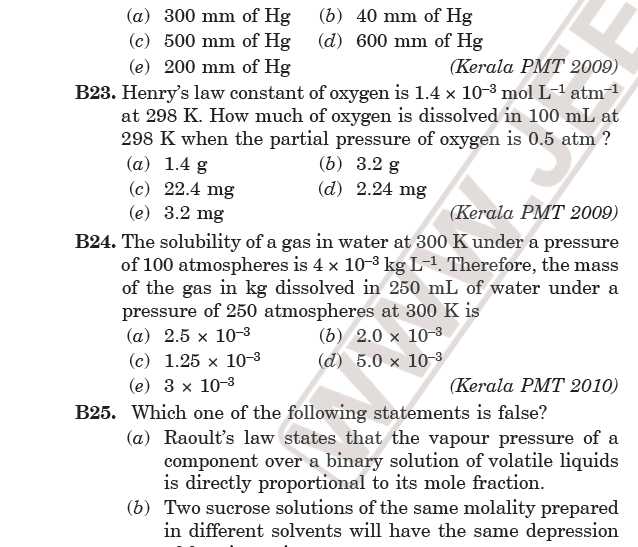 (a) 300 mm of Hg (b) 40 mm of Hg
(c) 500 mm of Hg (d) 600 mm of Hg
(e) 200 mm of Hg (Kerala PMT 2009)
B23. Henry's law constant of oxygen is 1.4 × 10⁻³ mol L⁻¹ atm⁻¹
at 298 K. How much of oxygen is dissolved in 100 mL at
298 K when the partial pressure of oxygen is 0.5 atm ?
(a) 1.4 g (b) 3.2 g
(c) 22.4 mg (d) 2.24 mg
(e) 3.2 mg (Kerala PMT 2009)
B24. The solubility of a gas in water at 300 K under a pressure
of 100 atmospheres is 4 × 10⁻³ kg L⁻¹. Therefore, the mass
of the gas in kg dissolved in 250 mL of water under a
pressure of 250 atmospheres at 300 K is
(a) 2.5 × 10⁻³ (b) 2.0 × 10⁻³
(c) 1.25 × 10⁻³ (d) 5.0 × 10⁻³
(e) 3 × 10⁻³ (Kerala PMT 2010)
B25. Which one of the following statements is false?
(a) Raoult's law states that the vapour pressure of a
component over a binary solution of volatile liquids
is directly proportional to its mole fraction.
(b) Two sucrose solutions of the same molality prepared
in different solvents will have the same depression
WWW.JEE